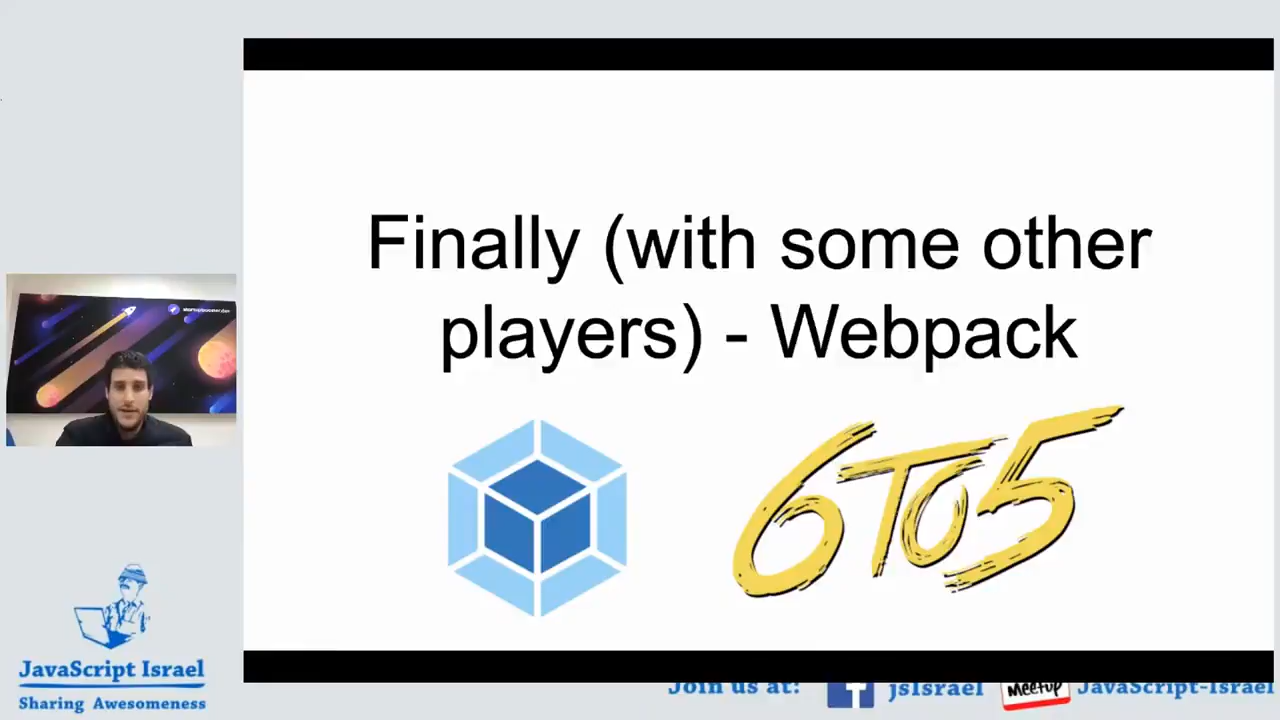 Finally (with some other
players) - Webpack
6to5
JavaScript Israel
Sharing Awesomeness
Join us at:
jsIsrael
Meetup
JavaScript-Israel